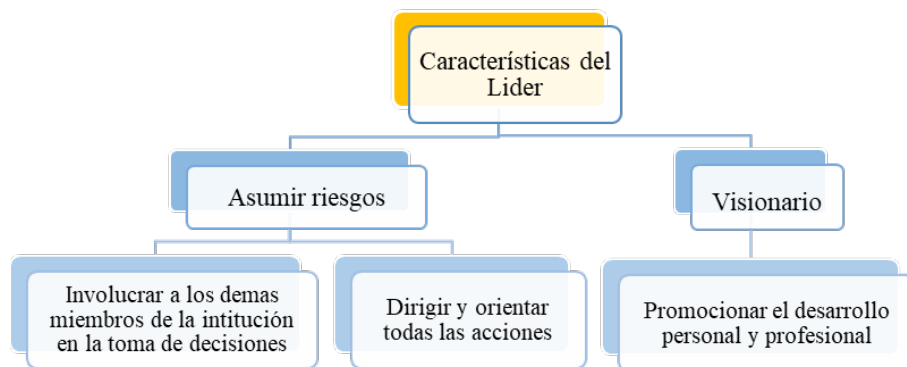 Características del
Lider
Asumir riesgos
Visionario
Involucrar a los demas
miembros de la intitución
en la toma de decisiones
Dirigir y orientar
todas las acciones
Promocionar el desarrollo
personal y profesional